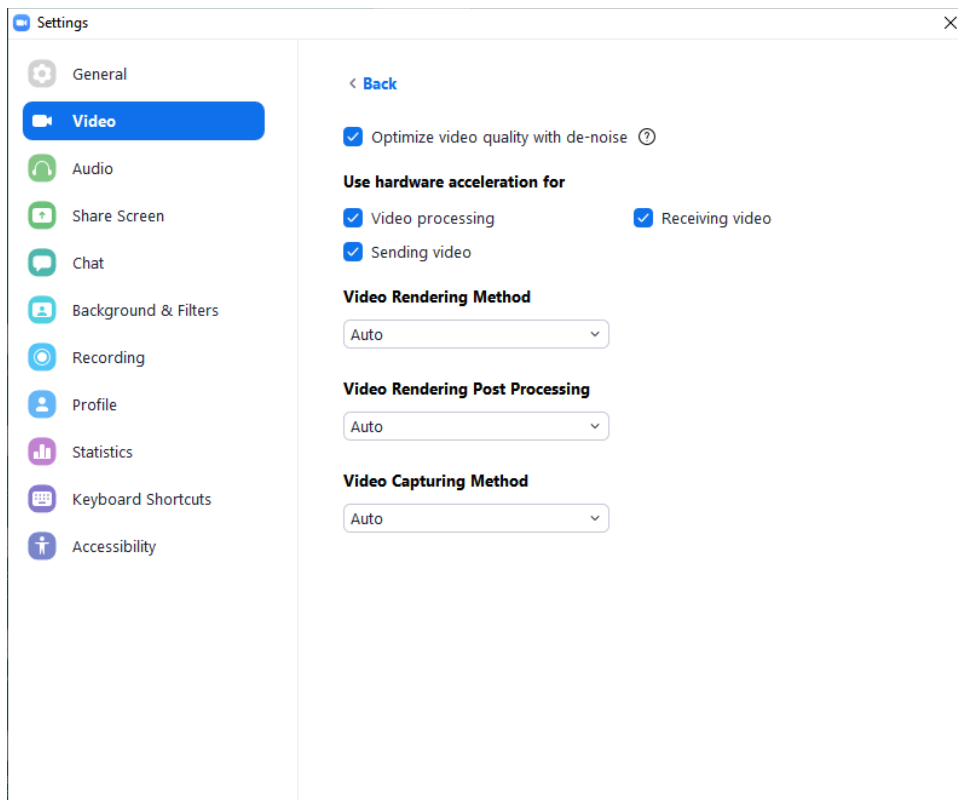 Settings
General
Video
Audio
Share Screen
Chat
Background & Filters
Recording
Profile
Statistics
Keyboard Shortcuts
Accessibility
Back
Optimize video quality with de-noise
Use hardware acceleration for
Video processing
Receiving video
Sending video
Video Rendering Method
Auto
Video Rendering Post Processing
Auto
Video Capturing Method
Auto